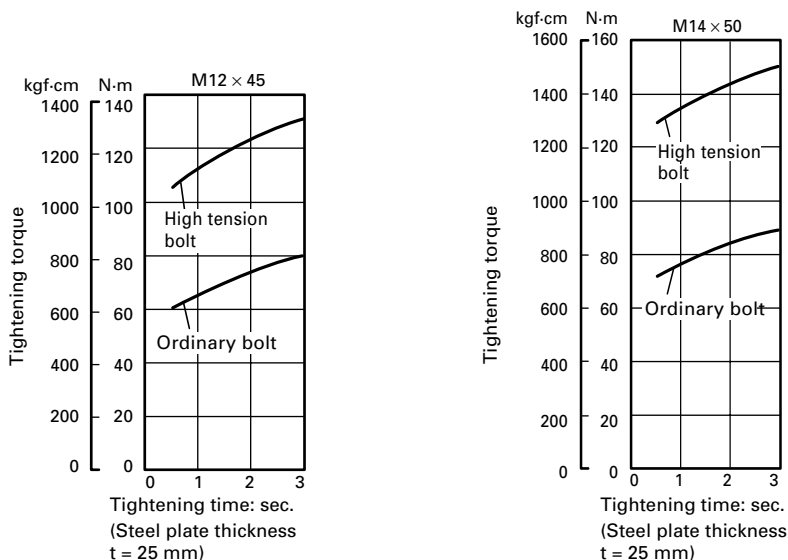 kgf·cm N·m M12 × 45
1400 140
1200 120
1000 100
800 80
600 60
400 40
200 20
0 0
Tightening torque
High tension
bolt
Ordinary bolt
0 1 2 3
Tightening time: sec.
(Steel plate thickness
t = 25 mm)
kgf·cm N·m
1600 160
M14 × 50
1400 140
1200 120
1000 100
800 80
600 60
400 40
200 20
0 0
Tightening torque
High tension
bolt
Ordinary bolt
0 1 2 3
Tightening time: sec.
(Steel plate thickness
t = 25 mm)